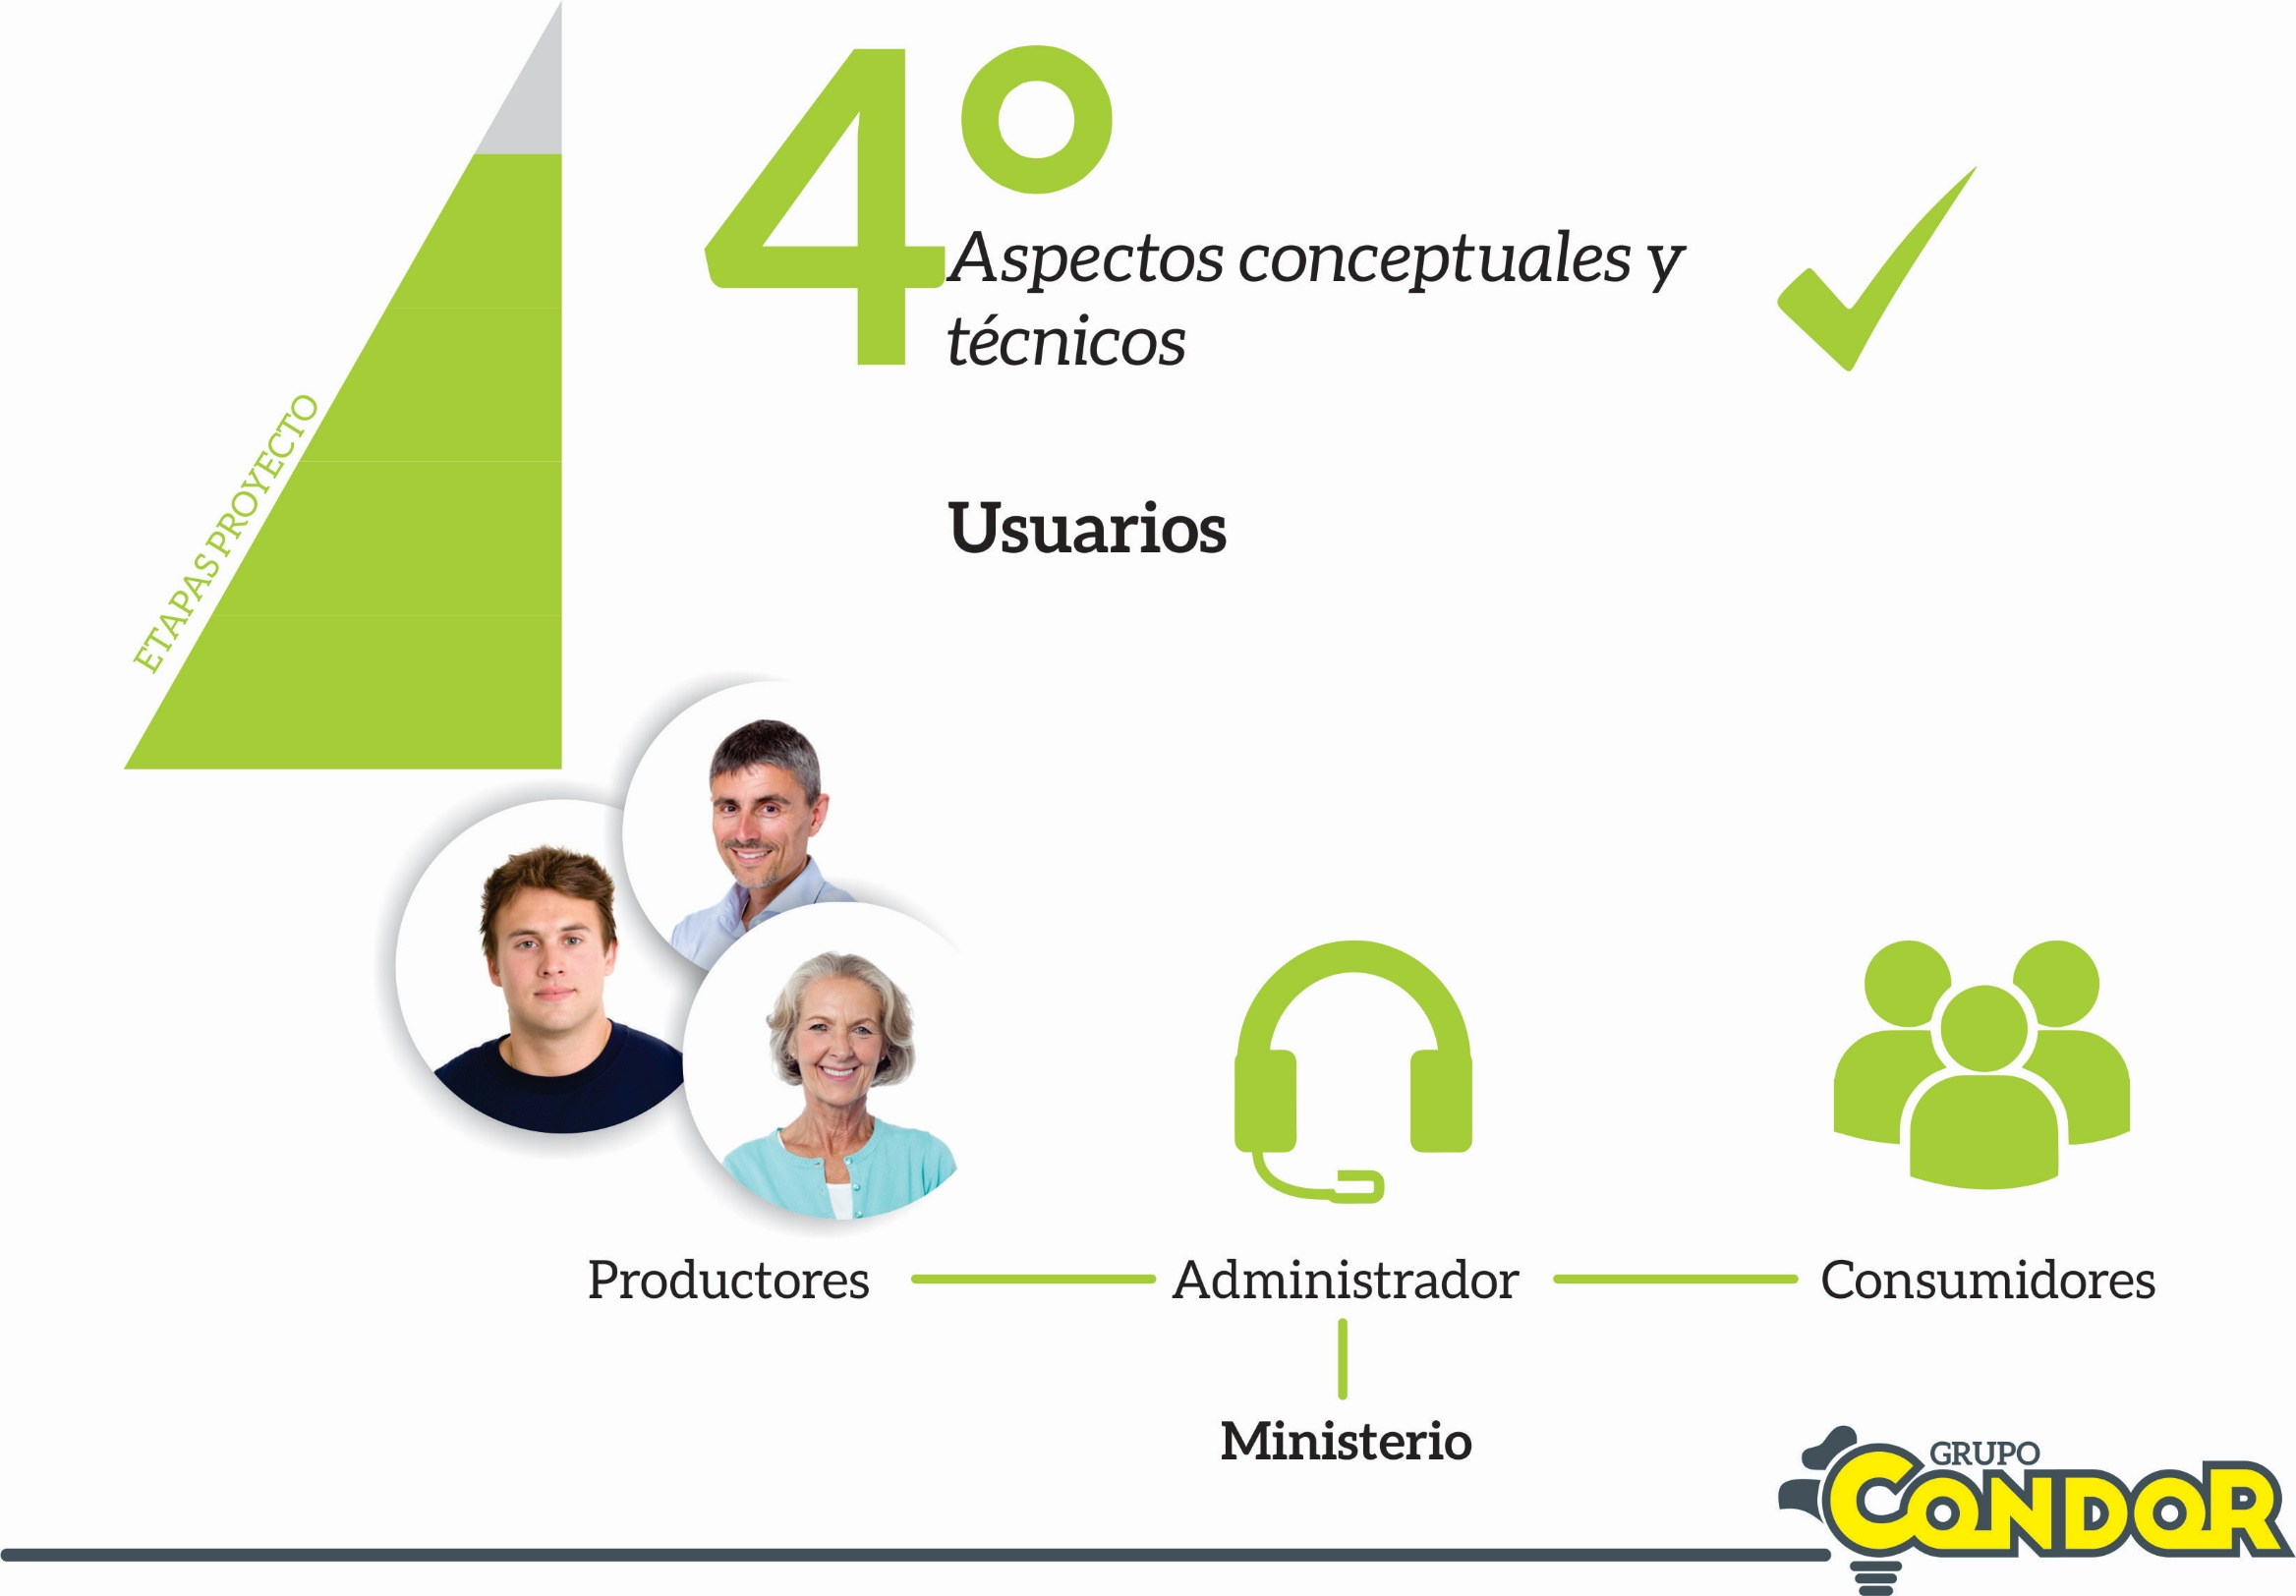 4°
Aspectos conceptuales y
técnicos
ETAPAS PROYECTO
Usuarios
Productores
Administrador
Consumidores
Ministerio
GRUPO
CONDOR